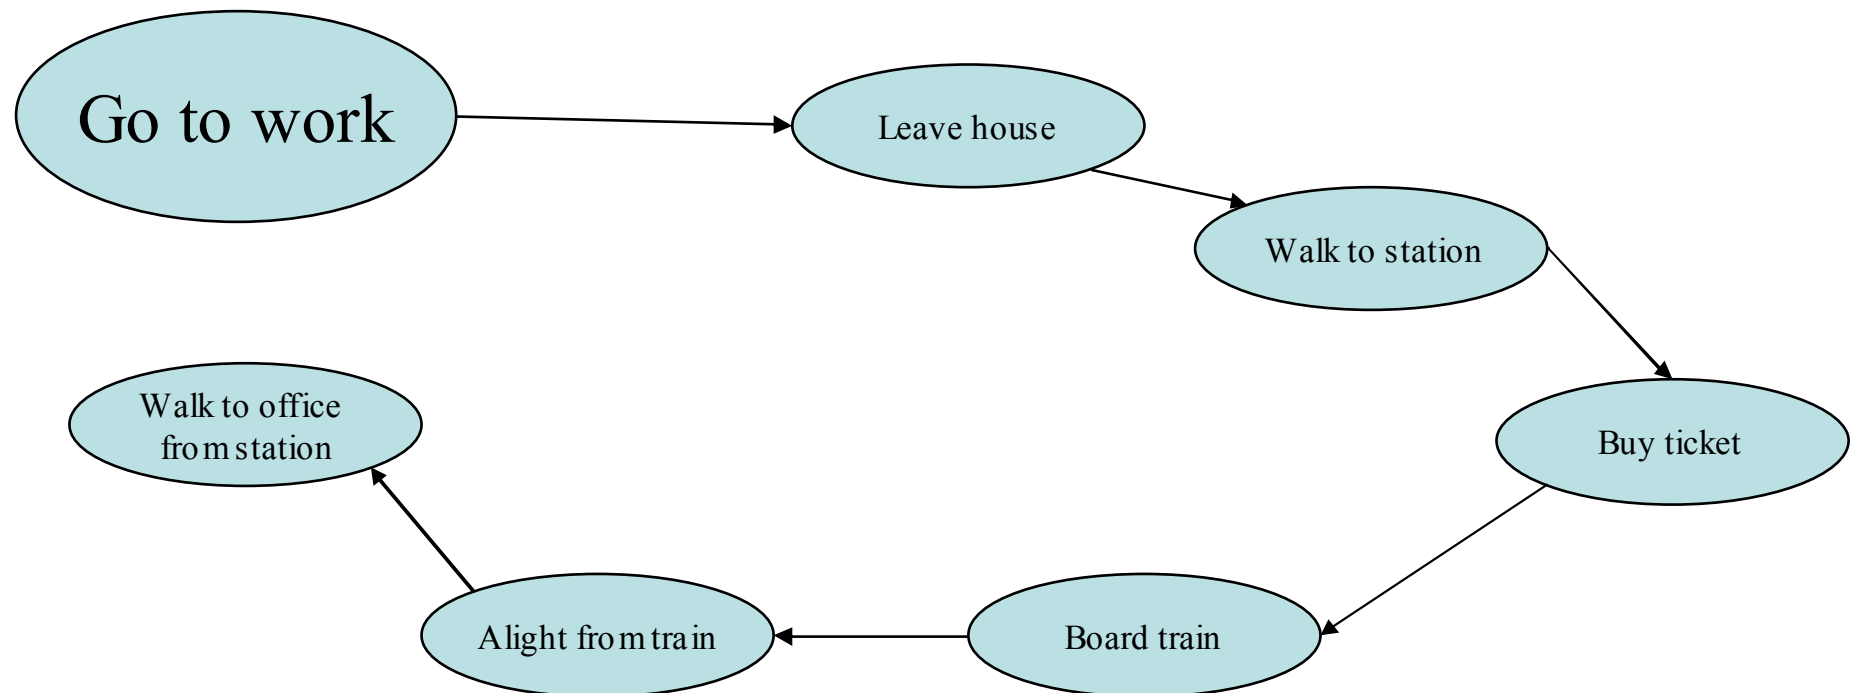 Go to work
Leave house
Walk to station
Buy ticket
Board train
Alight from train
Walk to office
from station